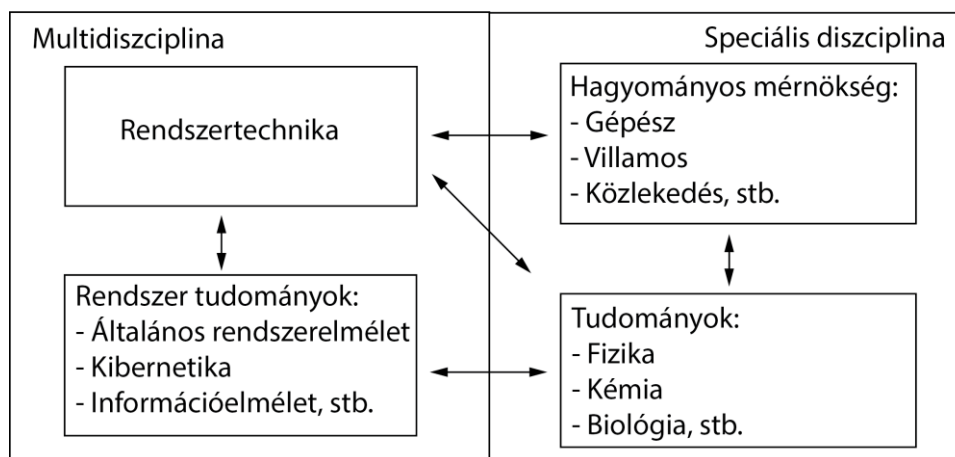 Multidiszciplina
Rendszertechnika
Rendszer tudományok:
- Általános rendszerelmélet
- Kibernetika
- Információelmélet, stb.
Speciális diszciplina
Hagyományos mérnökség:
- Gépész
- Villamos
- Közlekedés, stb.
Tudományok:
- Fizika
- Kémia
- Biológia, stb.